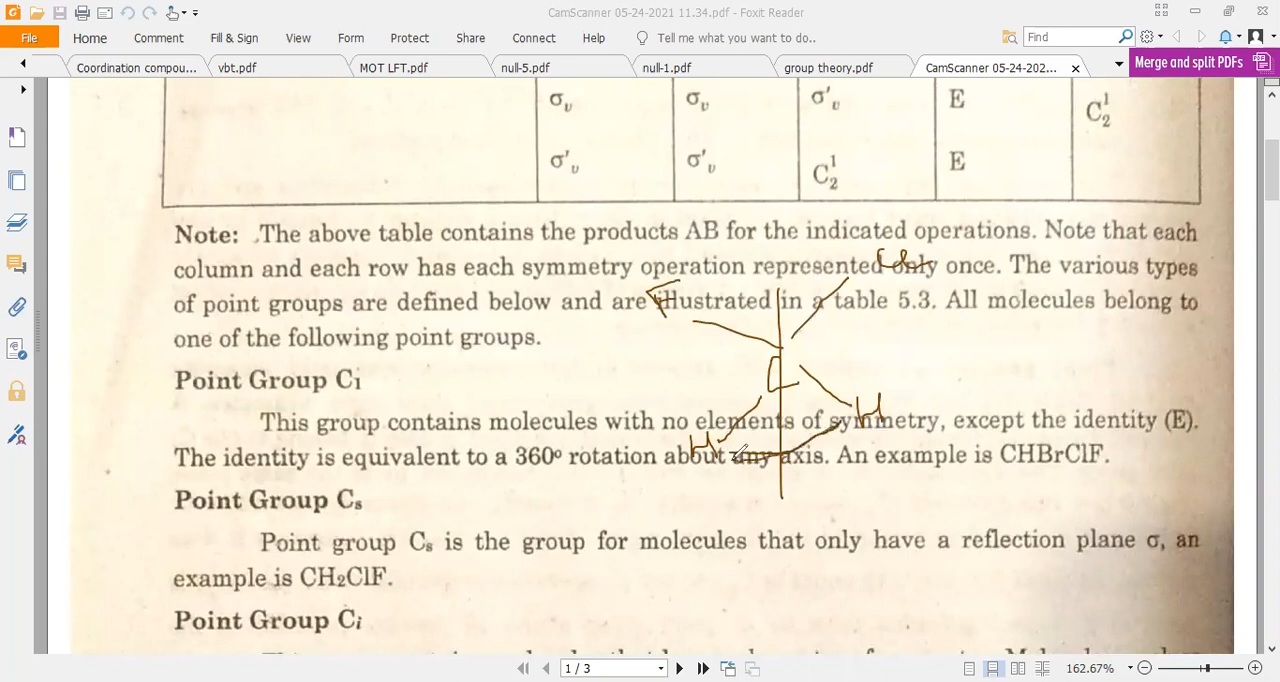 CamScanner 05-24-2021 11.34.pdf - Foxit Reader
File Home Comment Fill & Sign View Form Protect Share Connect Help Tell me what you want to do.. Find
Coordination compou... vbt.pdf MOT LFT.pdf null-5.pdf null-1.pdf group theory.pdf CamScanner 05-24-202... × Merge and split PDFs
σᵥ σᵥ σ′ᵥ E C₂¹
σ′ᵥ σ′ᵥ C₂¹ E
Note: The above table contains the products AB for the indicated operations. Note that each
column and each row has each symmetry operation represented only once. The various types
of point groups are defined below and are illustrated in a table 5.3. All molecules belong to
one of the following point groups.
F
C
H
H
Point Group C₁
This group contains molecules with no elements of symmetry, except the identity (E).
The identity is equivalent to a 360° rotation about any axis. An example is CHBrClF.
Point Group Cₛ
Point group Cₛ is the group for molecules that only have a reflection plane σ, an
example is CH₂ClF.
Point Group Cᵢ
1 / 3 162.67%